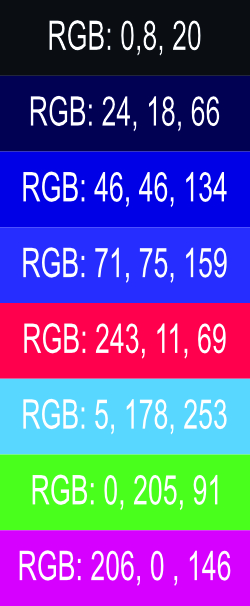 RGB: 0,8, 20
RGB: 24, 18, 66
RGB: 46, 46, 134
RGB: 71, 75, 159
RGB: 243, 11, 69
RGB: 5, 178, 253
RGB: 0, 205, 91
RGB: 206, 0 , 146